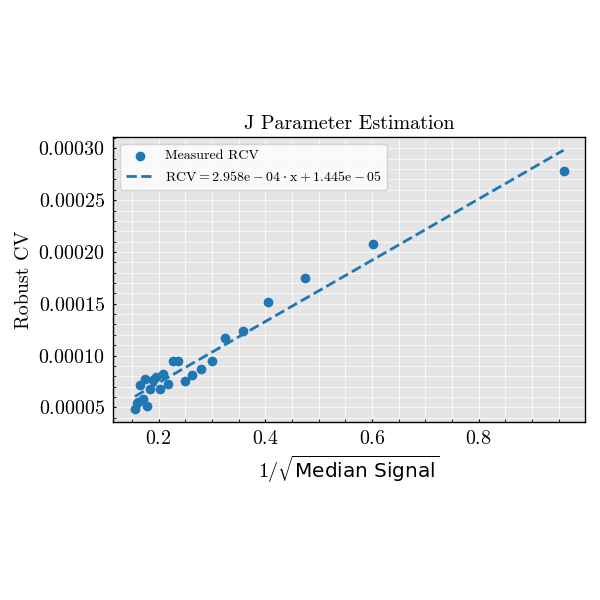 J Parameter Estimation
Measured RCV
RCV = 2.958e − 04 · x + 1.445e − 05
Robust CV
0.00030
0.00025
0.00020
0.00015
0.00010
0.00005
0.2 0.4 0.6 0.8
1/√Median Signal